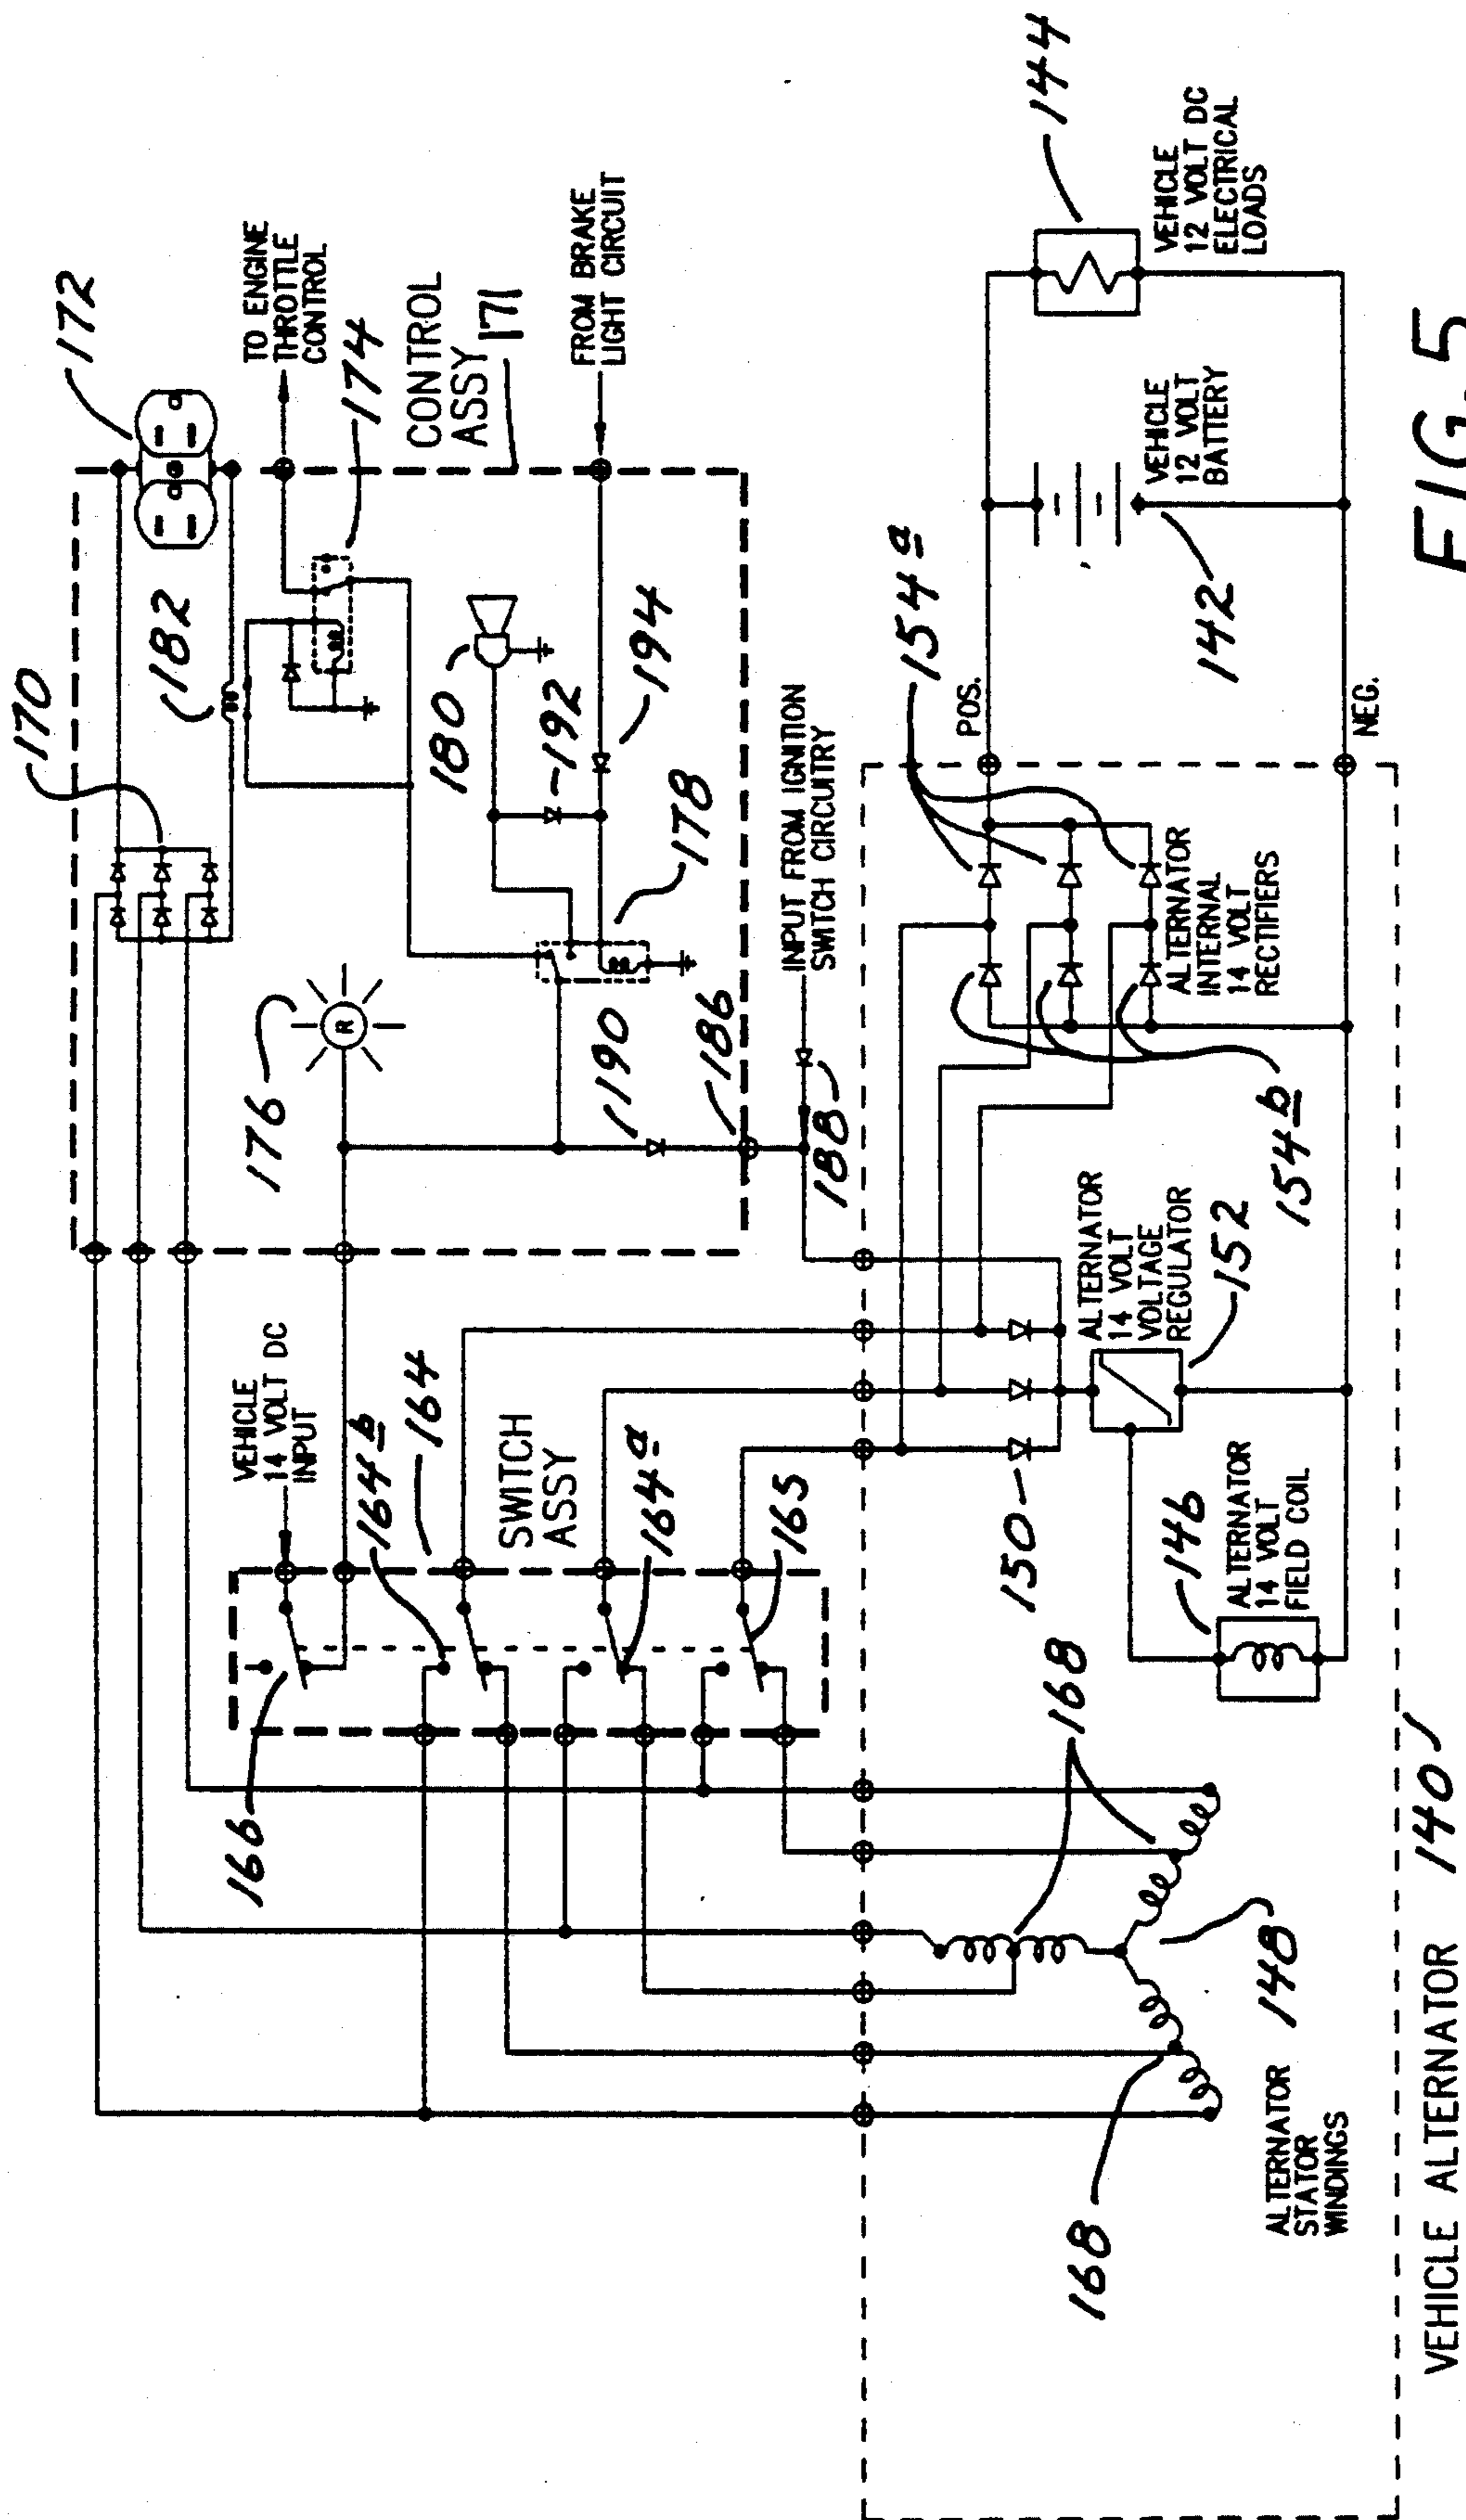 172
TO ENGINE
THROTTLE
CONTROL
174
CONTROL
ASSY 171
FROM BRAKE
LIGHT CIRCUIT
144
VEHICLE
12 VOLT DC
ELECTRICAL
LOADS
170
182
180
192
194
178
INPUT FROM IGNITION
SWITCH CIRCUITRY
154a
POS.
VEHICLE
12 VOLT
BATTERY
142
NEG.
FIG. 5
R
176
190
186
188
ALTERNATOR
INTERNAL
14 VOLT
RECTIFIERS
154b
VEHICLE
14 VOLT DC
INPUT
164b
164
SWITCH
ASSY
164a
165
166
ALTERNATOR
14 VOLT
VOLTAGE
REGULATOR
152
150
146
ALTERNATOR
14 VOLT
FIELD COIL
168
168
148
ALTERNATOR
STATOR
WINDINGS
VEHICLE ALTERNATOR 140